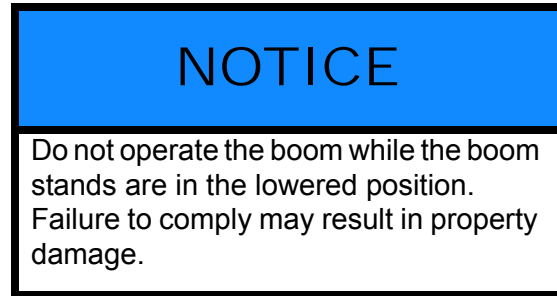 NOTICE
Do not operate the boom while the boom
stands are in the lowered position.
Failure to comply may result in property
damage.